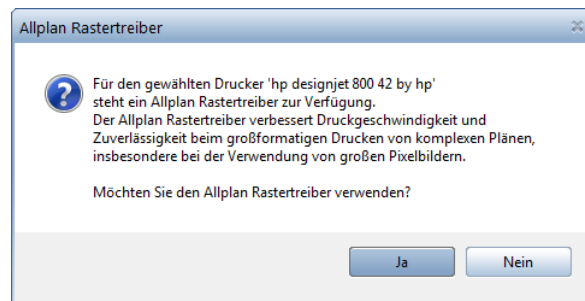 Allplan Rastertreiber
Für den gewählten Drucker 'hp designjet 800 42 by hp'
steht ein Allplan Rastertreiber zur Verfügung.
Der Allplan Rastertreiber verbessert Druckgeschwindigkeit und
Zuverlässigkeit beim großformatigen Drucken von komplexen Plänen,
insbesondere bei der Verwendung von großen Pixelbildern.
Möchten Sie den Allplan Rastertreiber verwenden?
Ja
Nein